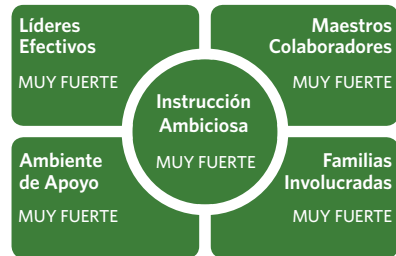 Líderes
Efectivos
MUY FUERTE
Maestros
Colaboradores
MUY FUERTE
Instrucción
Ambiciosa
MUY FUERTE
Ambiente
de Apoyo
MUY FUERTE
Familias
Involucradas
MUY FUERTE